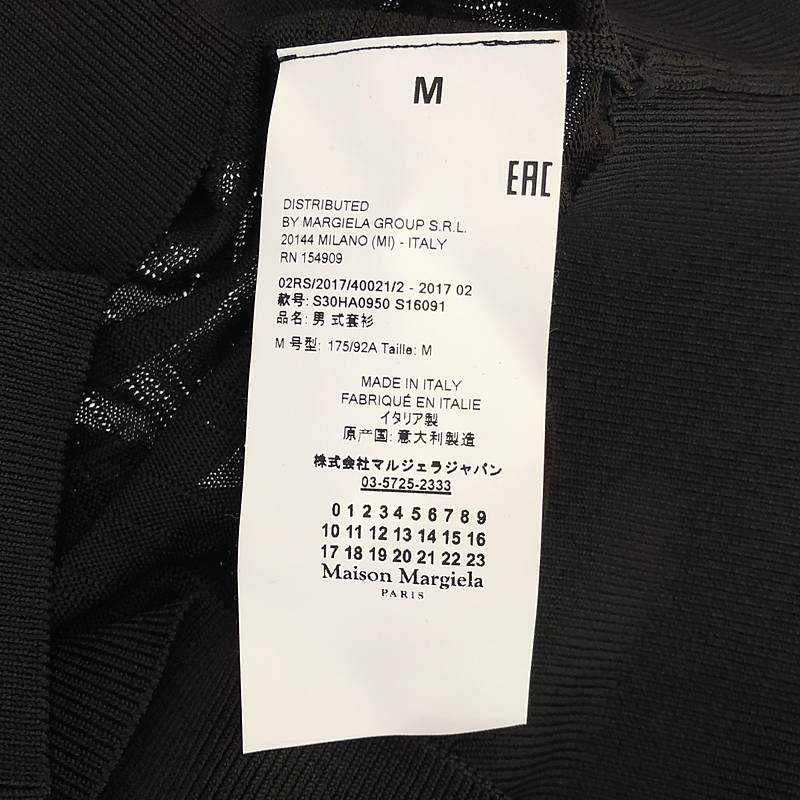 M
EAC
DISTRIBUTED
BY MARGIELA GROUP S.R.L.
20144 MILANO (MI) - ITALY
RN 154909
02RS/2017/40021/2 - 2017 02
款号: S30HA0950 S16091
品名: 男 式套衫
M 号型: 175/92A Taille: M
MADE IN ITALY
FABRIQUÉ EN ITALIE
イタリア製
原产国: 意大利製造
株式会社マルジェラジャパン
03-5725-2333
0 1 2 3 4 5 6 7 8 9
10 11 12 13 14 15 16
17 18 19 20 21 22 23
Maison Margiela
PARIS